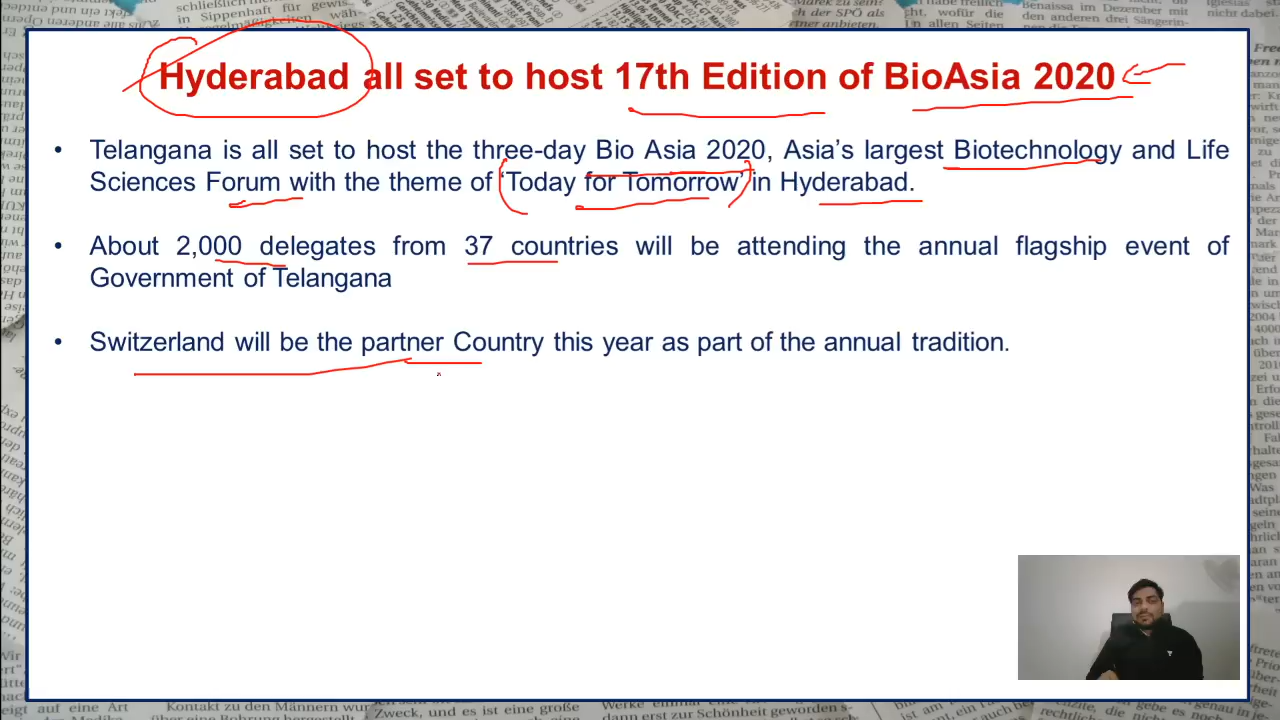 Hyderabad all set to host 17th Edition of BioAsia 2020
• Telangana is all set to host the three-day Bio Asia 2020, Asia's largest Biotechnology and Life
Sciences Forum with the theme of 'Today for Tomorrow' in Hyderabad.
• About 2,000 delegates from 37 countries will be attending the annual flagship event of
Government of Telangana
• Switzerland will be the partner Country this year as part of the annual tradition.